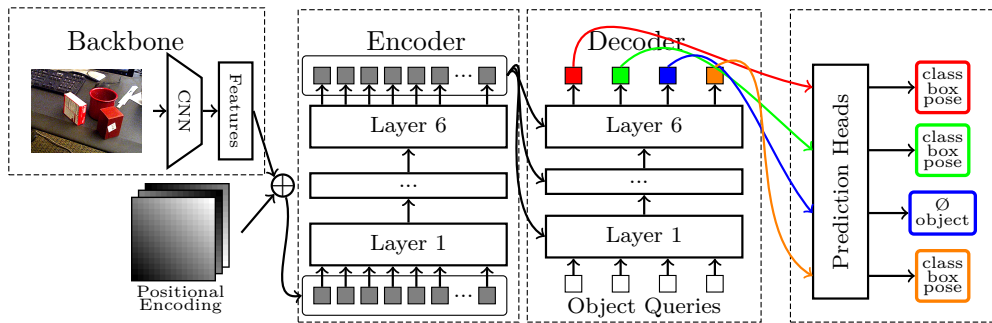 Backbone
CNN
Features
Positional
Encoding
Encoder
...
Layer 6
...
Layer 1
...
Decoder
Layer 6
...
Layer 1
Object Queries
Prediction Heads
class
box
pose
class
box
pose
Ø
object
class
box
pose